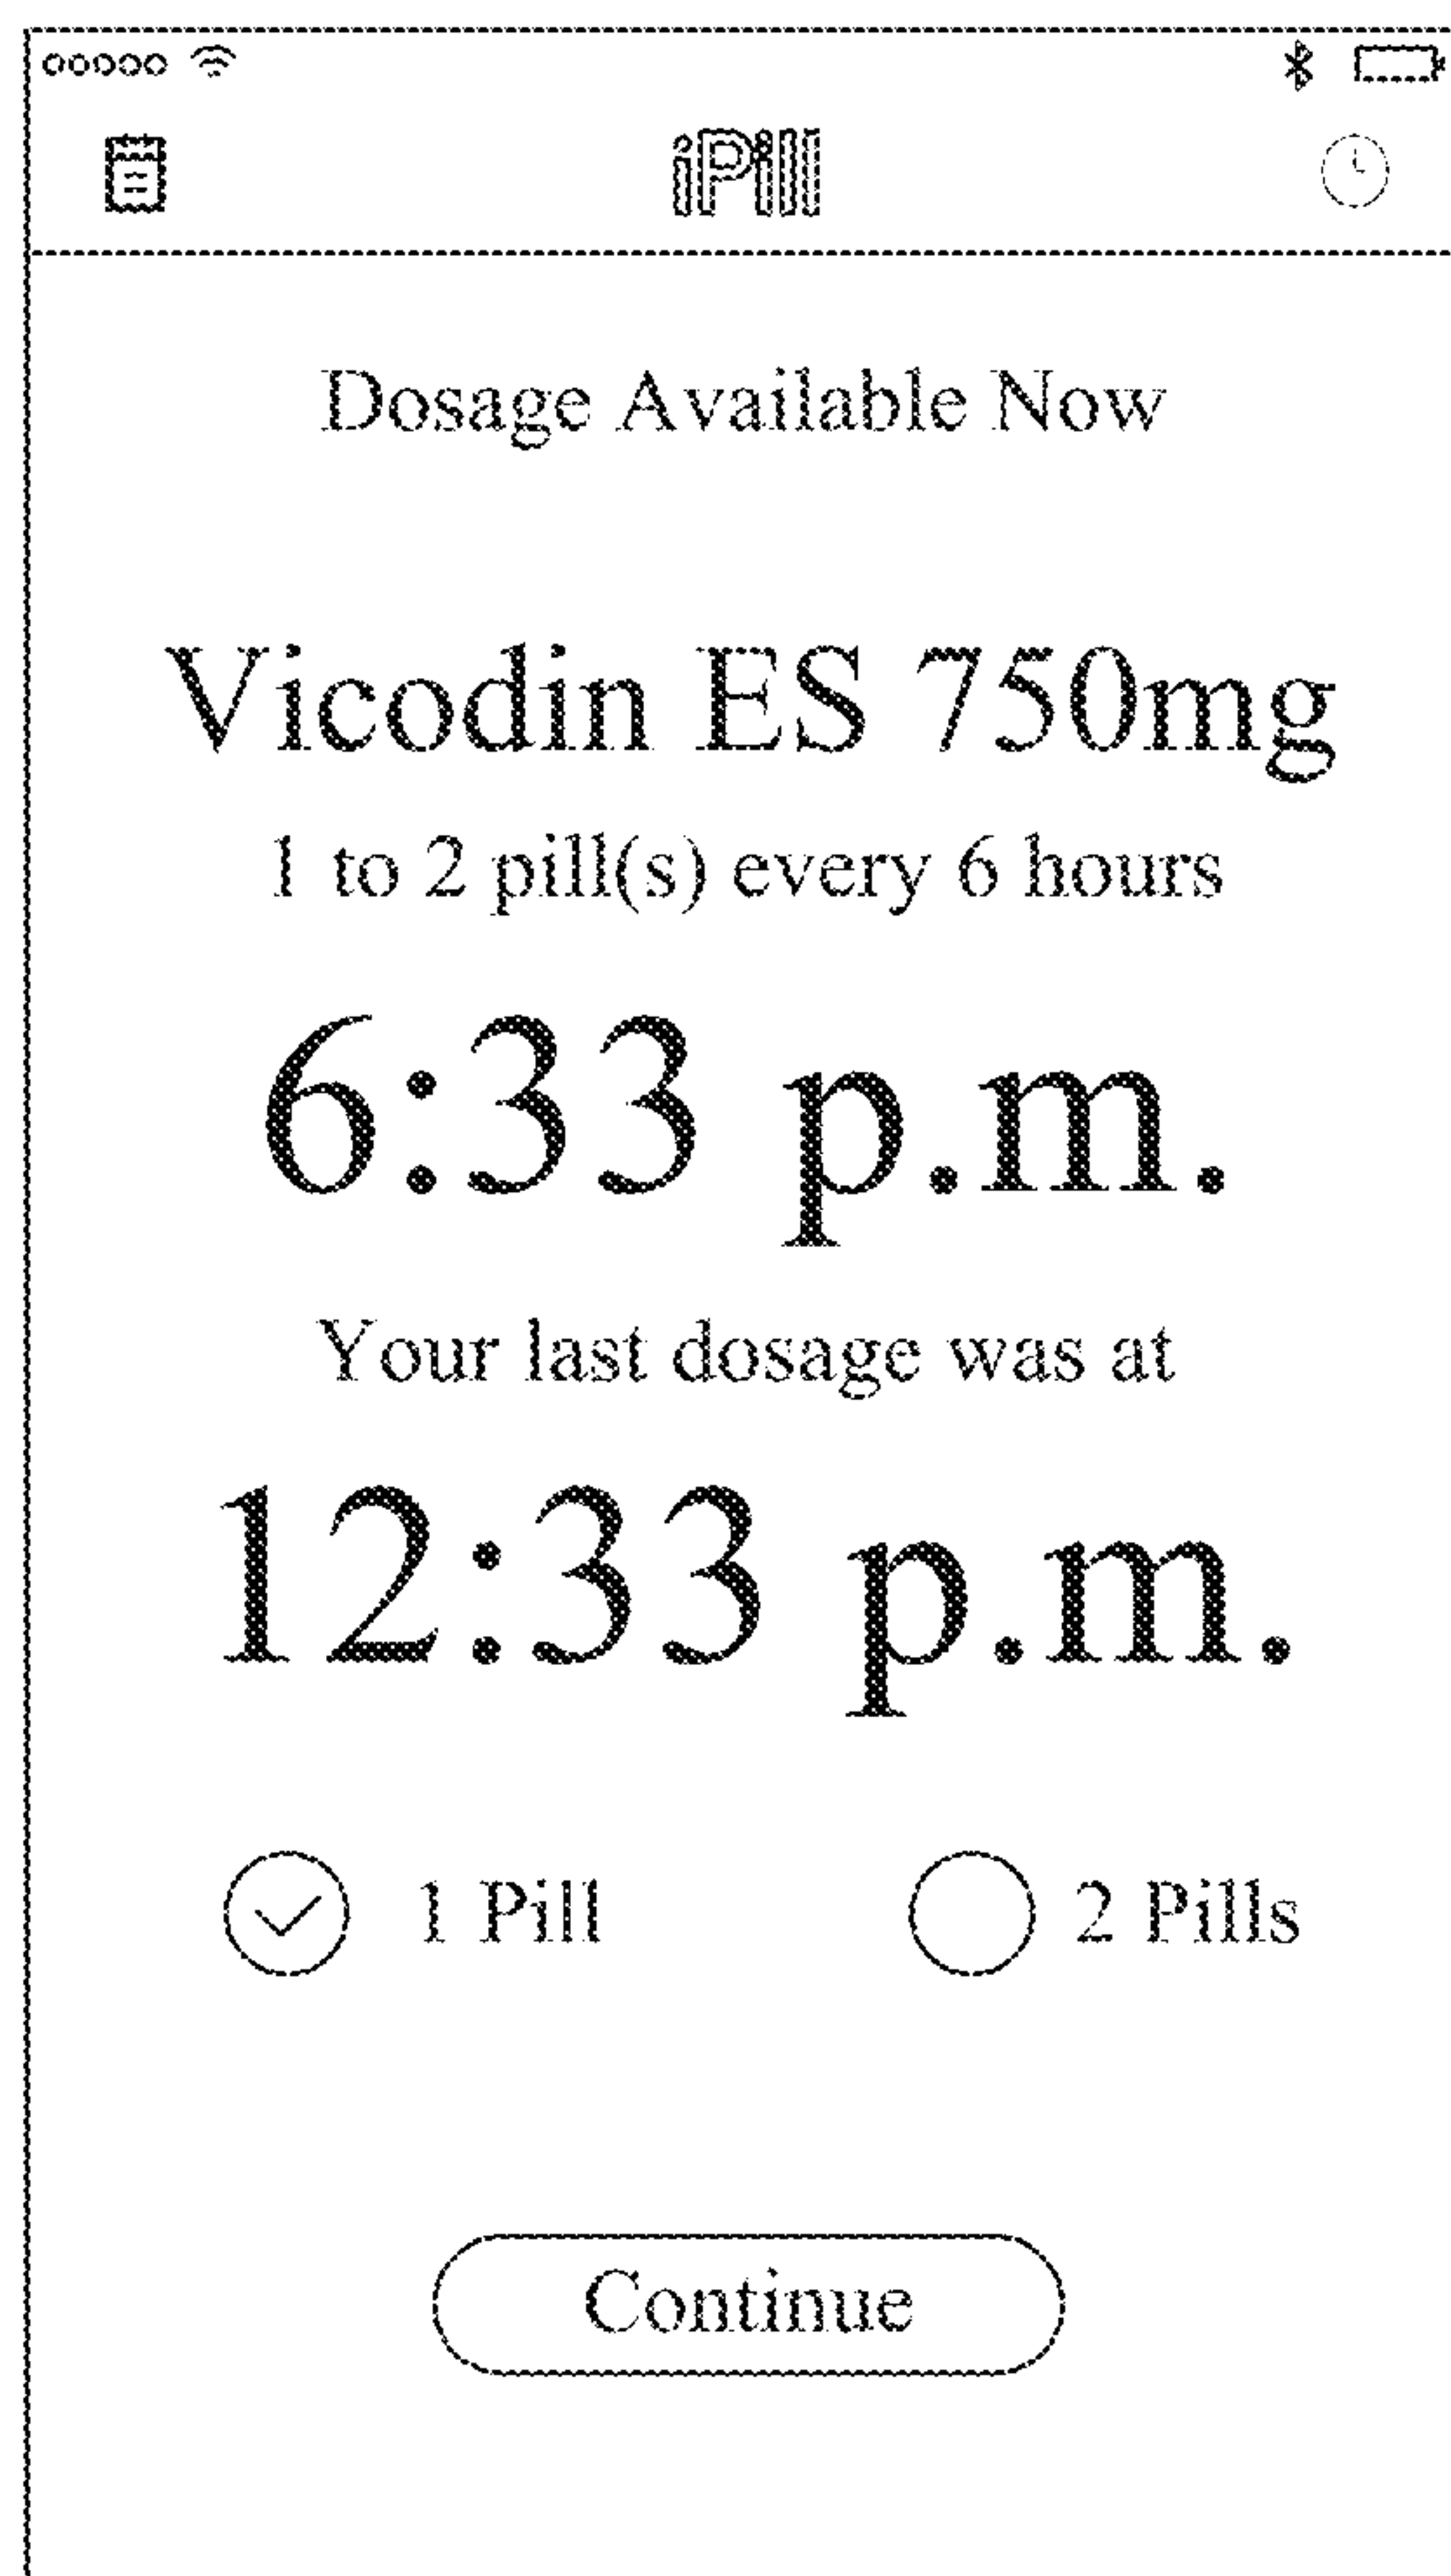 iPill
Dosage Available Now
Vicodin ES 750mg
1 to 2 pill(s) every 6 hours
6:33 p.m.
Your last dosage was at
12:33 p.m.
1 Pill 2 Pills
Continue